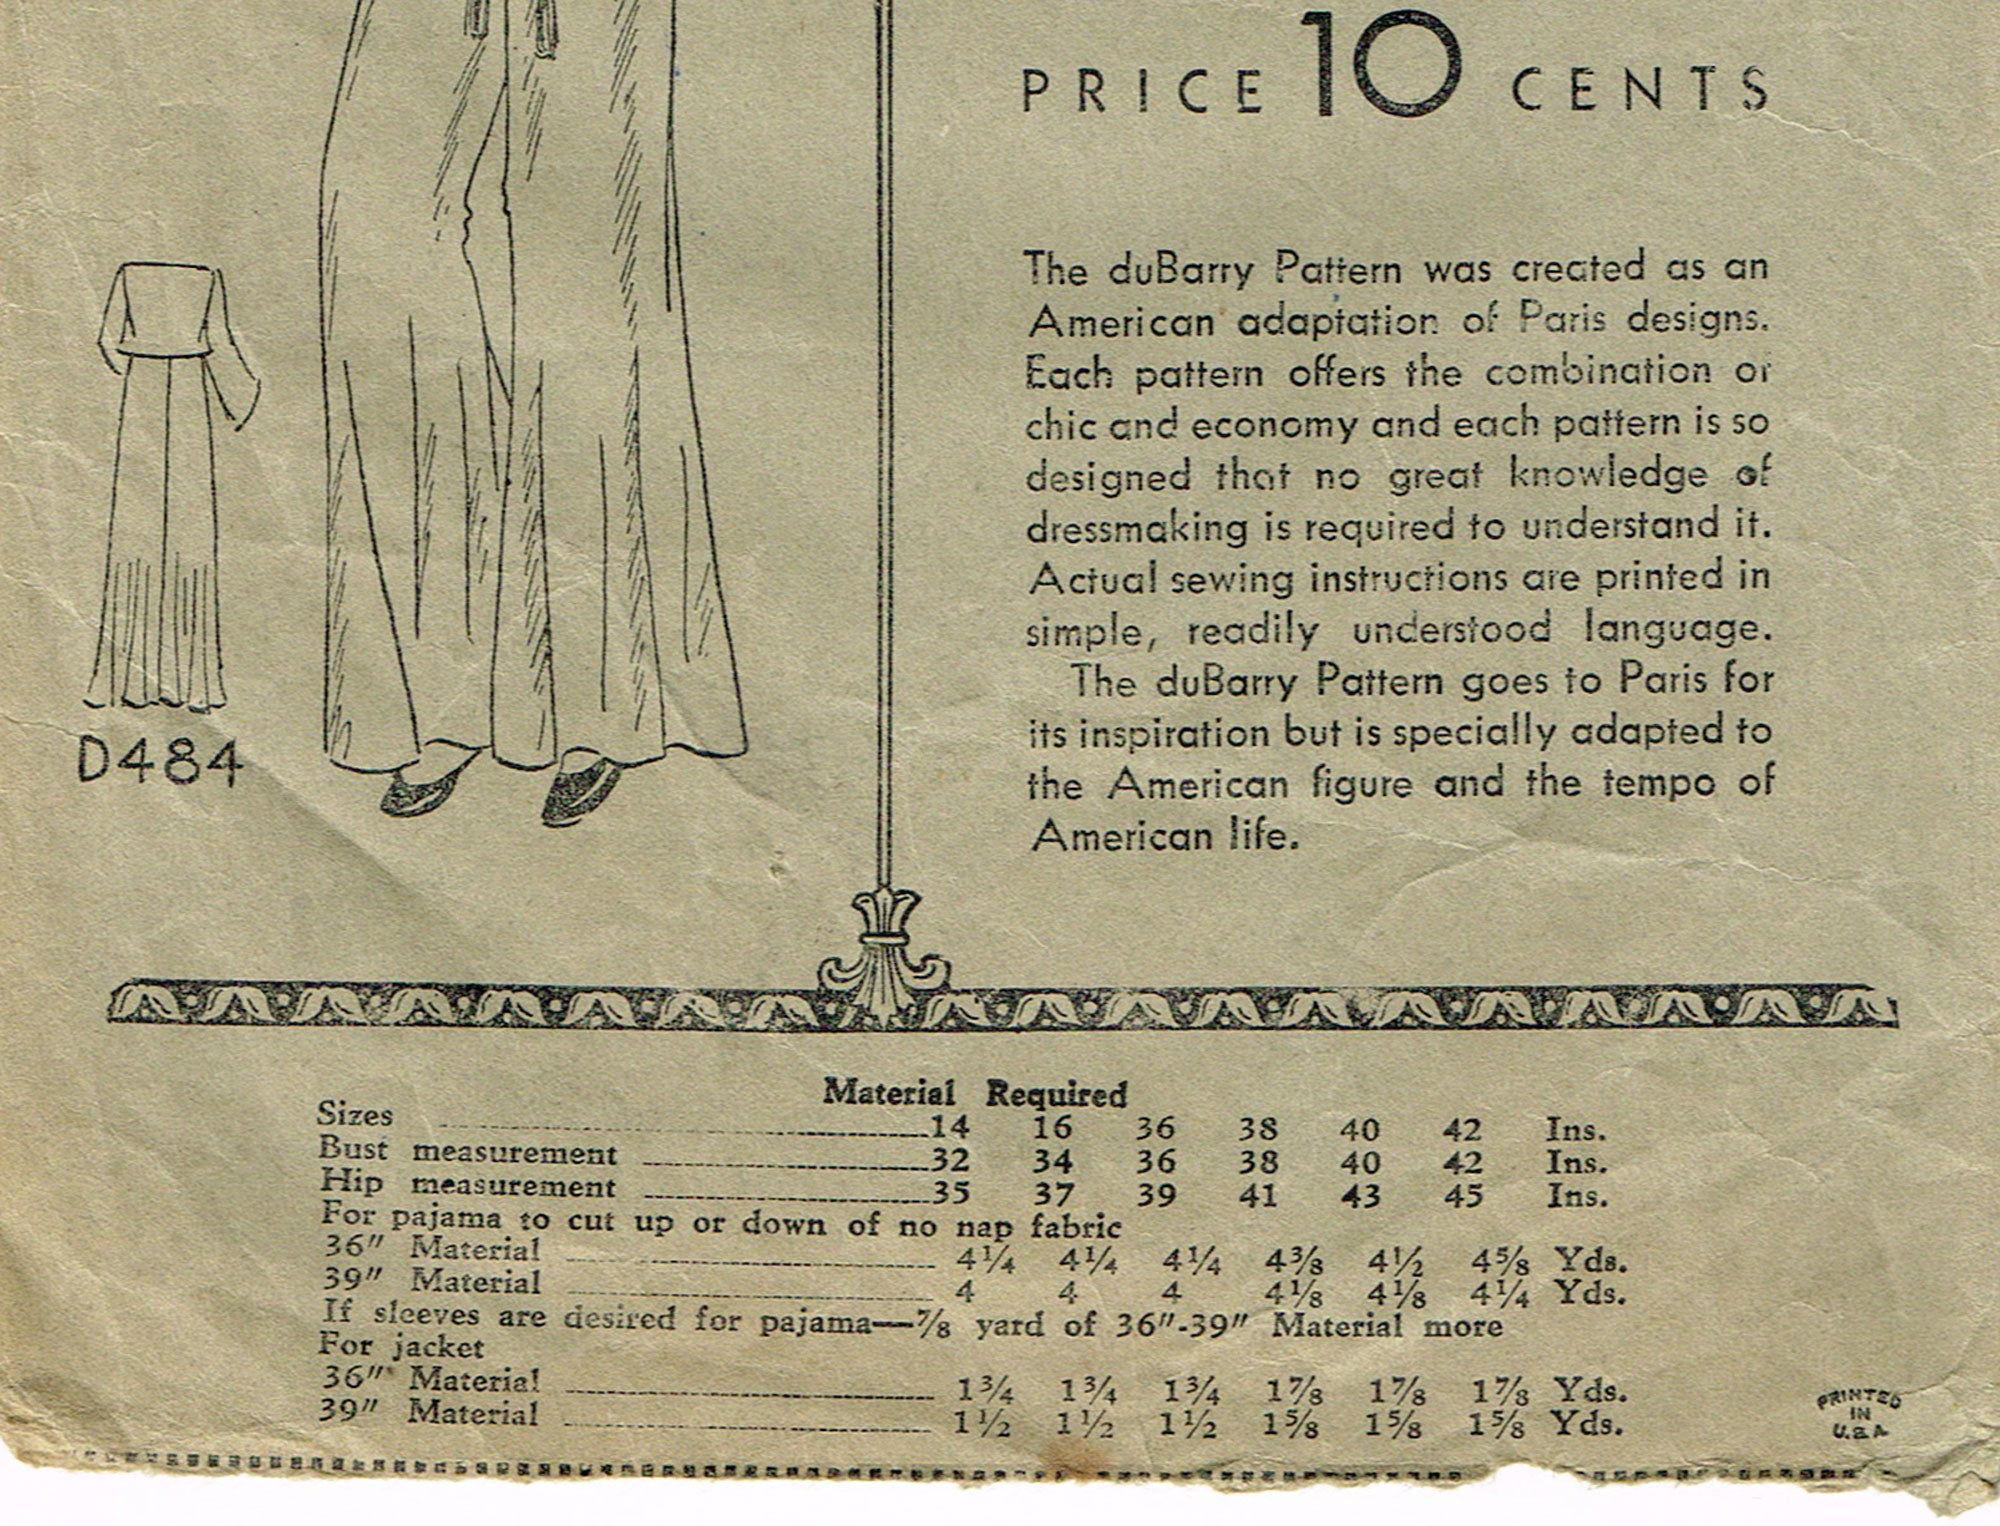 PRICE 10 CENTS
The duBarry Pattern was created as an
American adaptation of Paris designs.
Each pattern offers the combination of
chic and economy and each pattern is so
designed that no great knowledge of
dressmaking is required to understand it.
Actual sewing instructions are printed in
simple, readily understood language.
The duBarry Pattern goes to Paris for
its inspiration but is specially adapted to
the American figure and the tempo of
American life.
D484
Material Required
Sizes 14 16 36 38 40 42 Ins.
Bust measurement 32 34 36 38 40 42 Ins.
Hip measurement 35 37 39 41 43 45 Ins.
For pajama to cut up or down of no nap fabric
36" Material 4¼ 4¼ 4¼ 4⅜ 4½ 4⅝ Yds.
39" Material 4 4 4 4⅛ 4⅛ 4¼ Yds.
If sleeves are desired for pajama—⅞ yard of 36"-39" Material more
For jacket
36" Material 1¾ 1¾ 1¾ 1⅞ 1⅞ 1⅞ Yds.
39" Material 1½ 1½ 1½ 1⅝ 1⅝ 1⅝ Yds.
PRINTED
IN
U.S.A